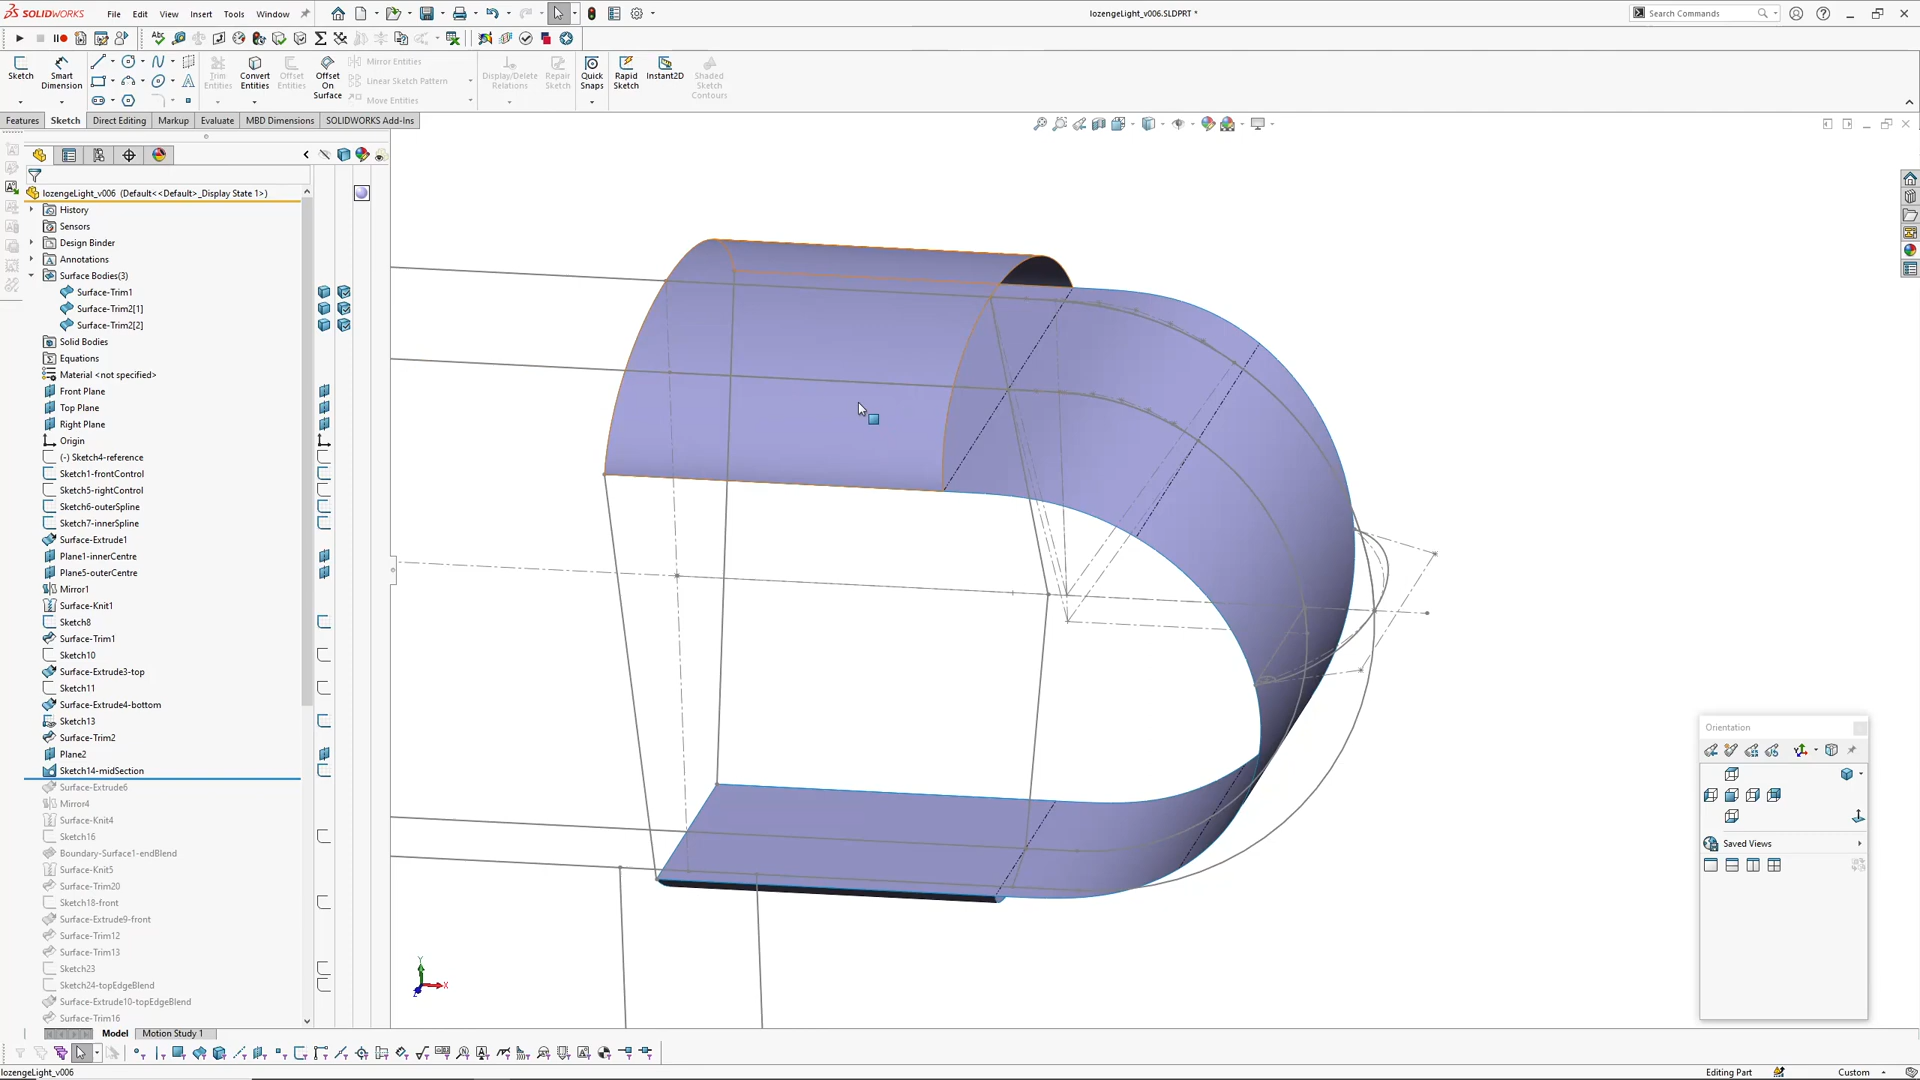 SOLIDWORKS File Edit View Insert Tools Window lozengeLight_v006.SLDPRT * Search Commands
Sketch Smart Dimension Trim Entities Convert Entities Offset Entities Offset On Surface Mirror Entities Linear Sketch Pattern Move Entities Display/Delete Relations Repair Sketch Quick Snaps Rapid Sketch Instant2D Shaded Sketch Contours
Features Sketch Direct Editing Markup Evaluate MBD Dimensions SOLIDWORKS Add-Ins
lozengeLight_v006 (Default<<Default>_Display State 1>)
History
Sensors
Design Binder
Annotations
Surface Bodies(3)
Surface-Trim1
Surface-Trim2[1]
Surface-Trim2[2]
Solid Bodies
Equations
Material <not specified>
Front Plane
Top Plane
Right Plane
Origin
(-) Sketch4-reference
Sketch1-frontControl
Sketch5-rightControl
Sketch6-outerSpline
Sketch7-innerSpline
Surface-Extrude1
Plane1-innerCentre
Plane5-outerCentre
Mirror1
Surface-Knit1
Sketch8
Surface-Trim1
Sketch10
Surface-Extrude3-top
Sketch11
Surface-Extrude4-bottom
Sketch13
Surface-Trim2
Plane2
Sketch14-midSection
Surface-Extrude6
Mirror4
Surface-Knit4
Sketch16
Boundary-Surface1-endBlend
Surface-Knit5
Surface-Trim20
Sketch18-front
Surface-Extrude9-front
Surface-Trim12
Surface-Trim13
Sketch23
Sketch24-topEdgeBlend
Surface-Extrude10-topEdgeBlend
Surface-Trim16
Orientation
Saved Views
Y
X
Z
Model Motion Study 1
lozengeLight_v006 Editing Part Custom